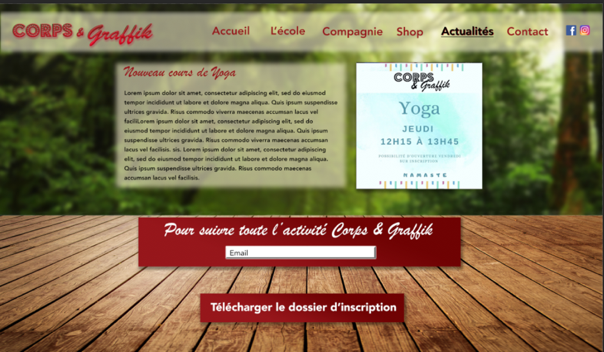 CORPS & Graffik
Accueil
L'école
Compagnie
Shop
Actualités
Contact
Nouveau cours de Yoga
Lorem ipsum dolor sit amet, consectetur adipiscing elit, sed do eiusmod
tempor incididunt ut labore et dolore magna aliqua. Quis ipsum suspendisse
ultrices gravida. Risus commodo viverra maecenas accumsan lacus vel
facilLorem ipsum dolor sit amet, consectetur adipiscing elit, sed do
eiusmod tempor incididunt ut labore et dolore magna aliqua. Quis ipsum
suspendisse ultrices gravida. Risus commodo viverra maecenas accumsan
lacus vel facilisis. sis. Lorem ipsum dolor sit amet, consectetur adipiscing
elit, sed do eiusmod tempor incididunt ut labore et dolore magna
aliqua. Quis ipsum suspendisse ultrices gravida. Risus commodo maecenas
accumsan lacus vel facilisis.
CORPS
& Graffik
Yoga
JEUDI
12H15 À 13H45
POSSIBILITÉ D'OUVERTURE
SUR INSCRIPTION
NAMASTE
Pour suivre toute l'activité Corps & Graffik
Email
Télécharger le dossier d'inscription